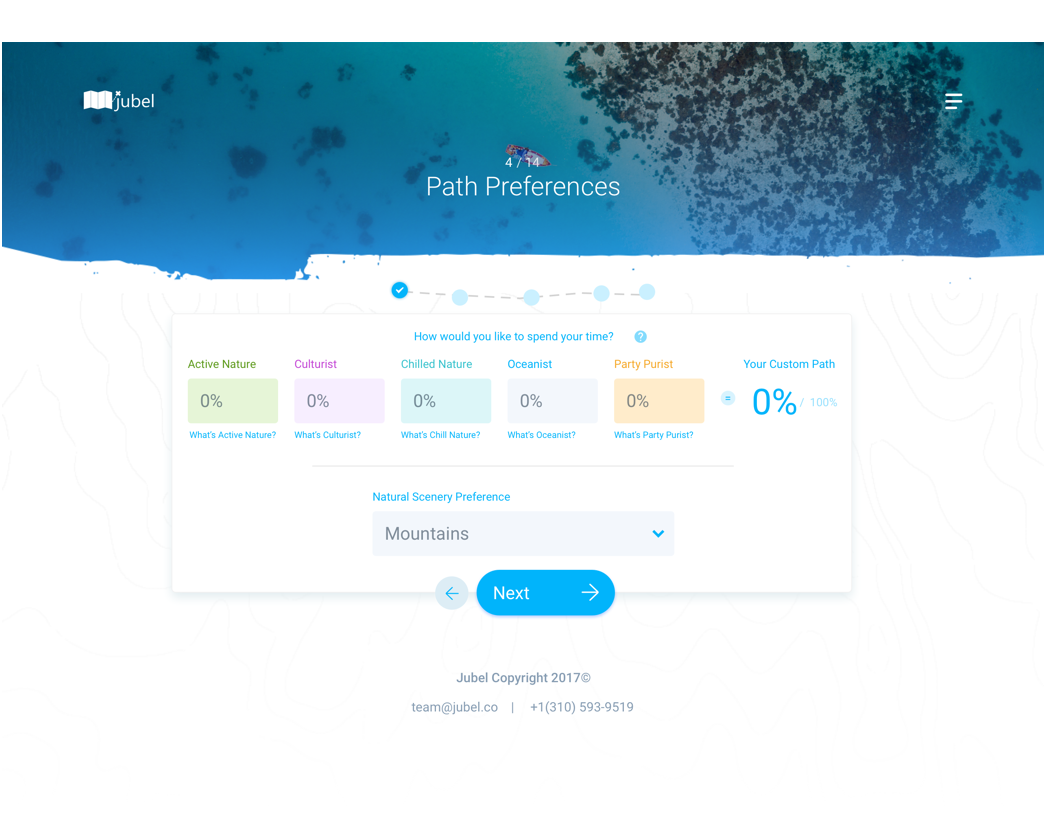 jubel
4 / 14
Path Preferences
How would you like to spend your time? ?
Active Nature Culturist Chilled Nature Oceanist Party Purist Your Custom Path
0% 0% 0% 0% 0% = 0% / 100%
What's Active Nature? What's Culturist? What's Chill Nature? What's Oceanist? What's Party Purist?
Natural Scenery Preference
Mountains
Next
Jubel Copyright 2017©
team@jubel.co | +1(310) 593-9519